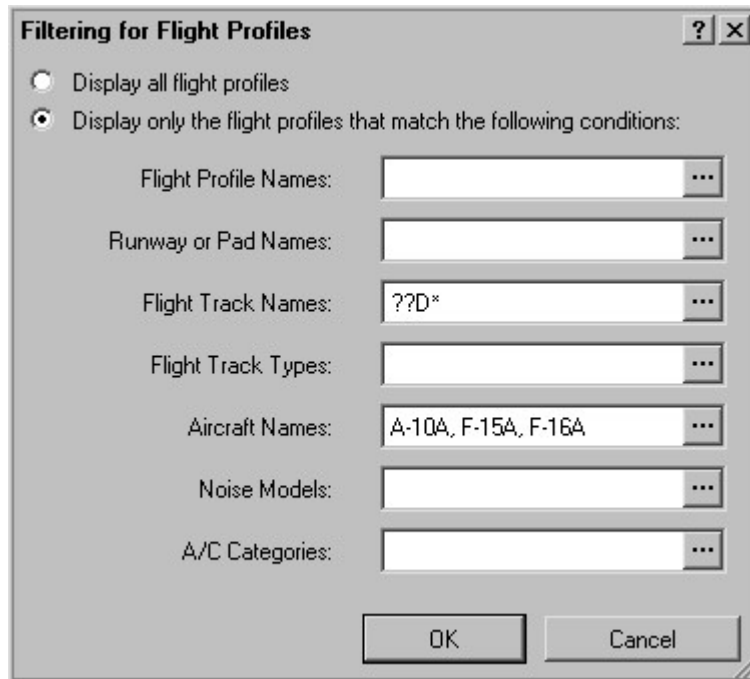 Filtering for Flight Profiles
Display all flight profiles
Display only the flight profiles that match the following conditions:
Flight Profile Names:
Runway or Pad Names:
Flight Track Names: ??D*
Flight Track Types:
Aircraft Names: A-10A, F-15A, F-16A
Noise Models:
A/C Categories:
OK Cancel